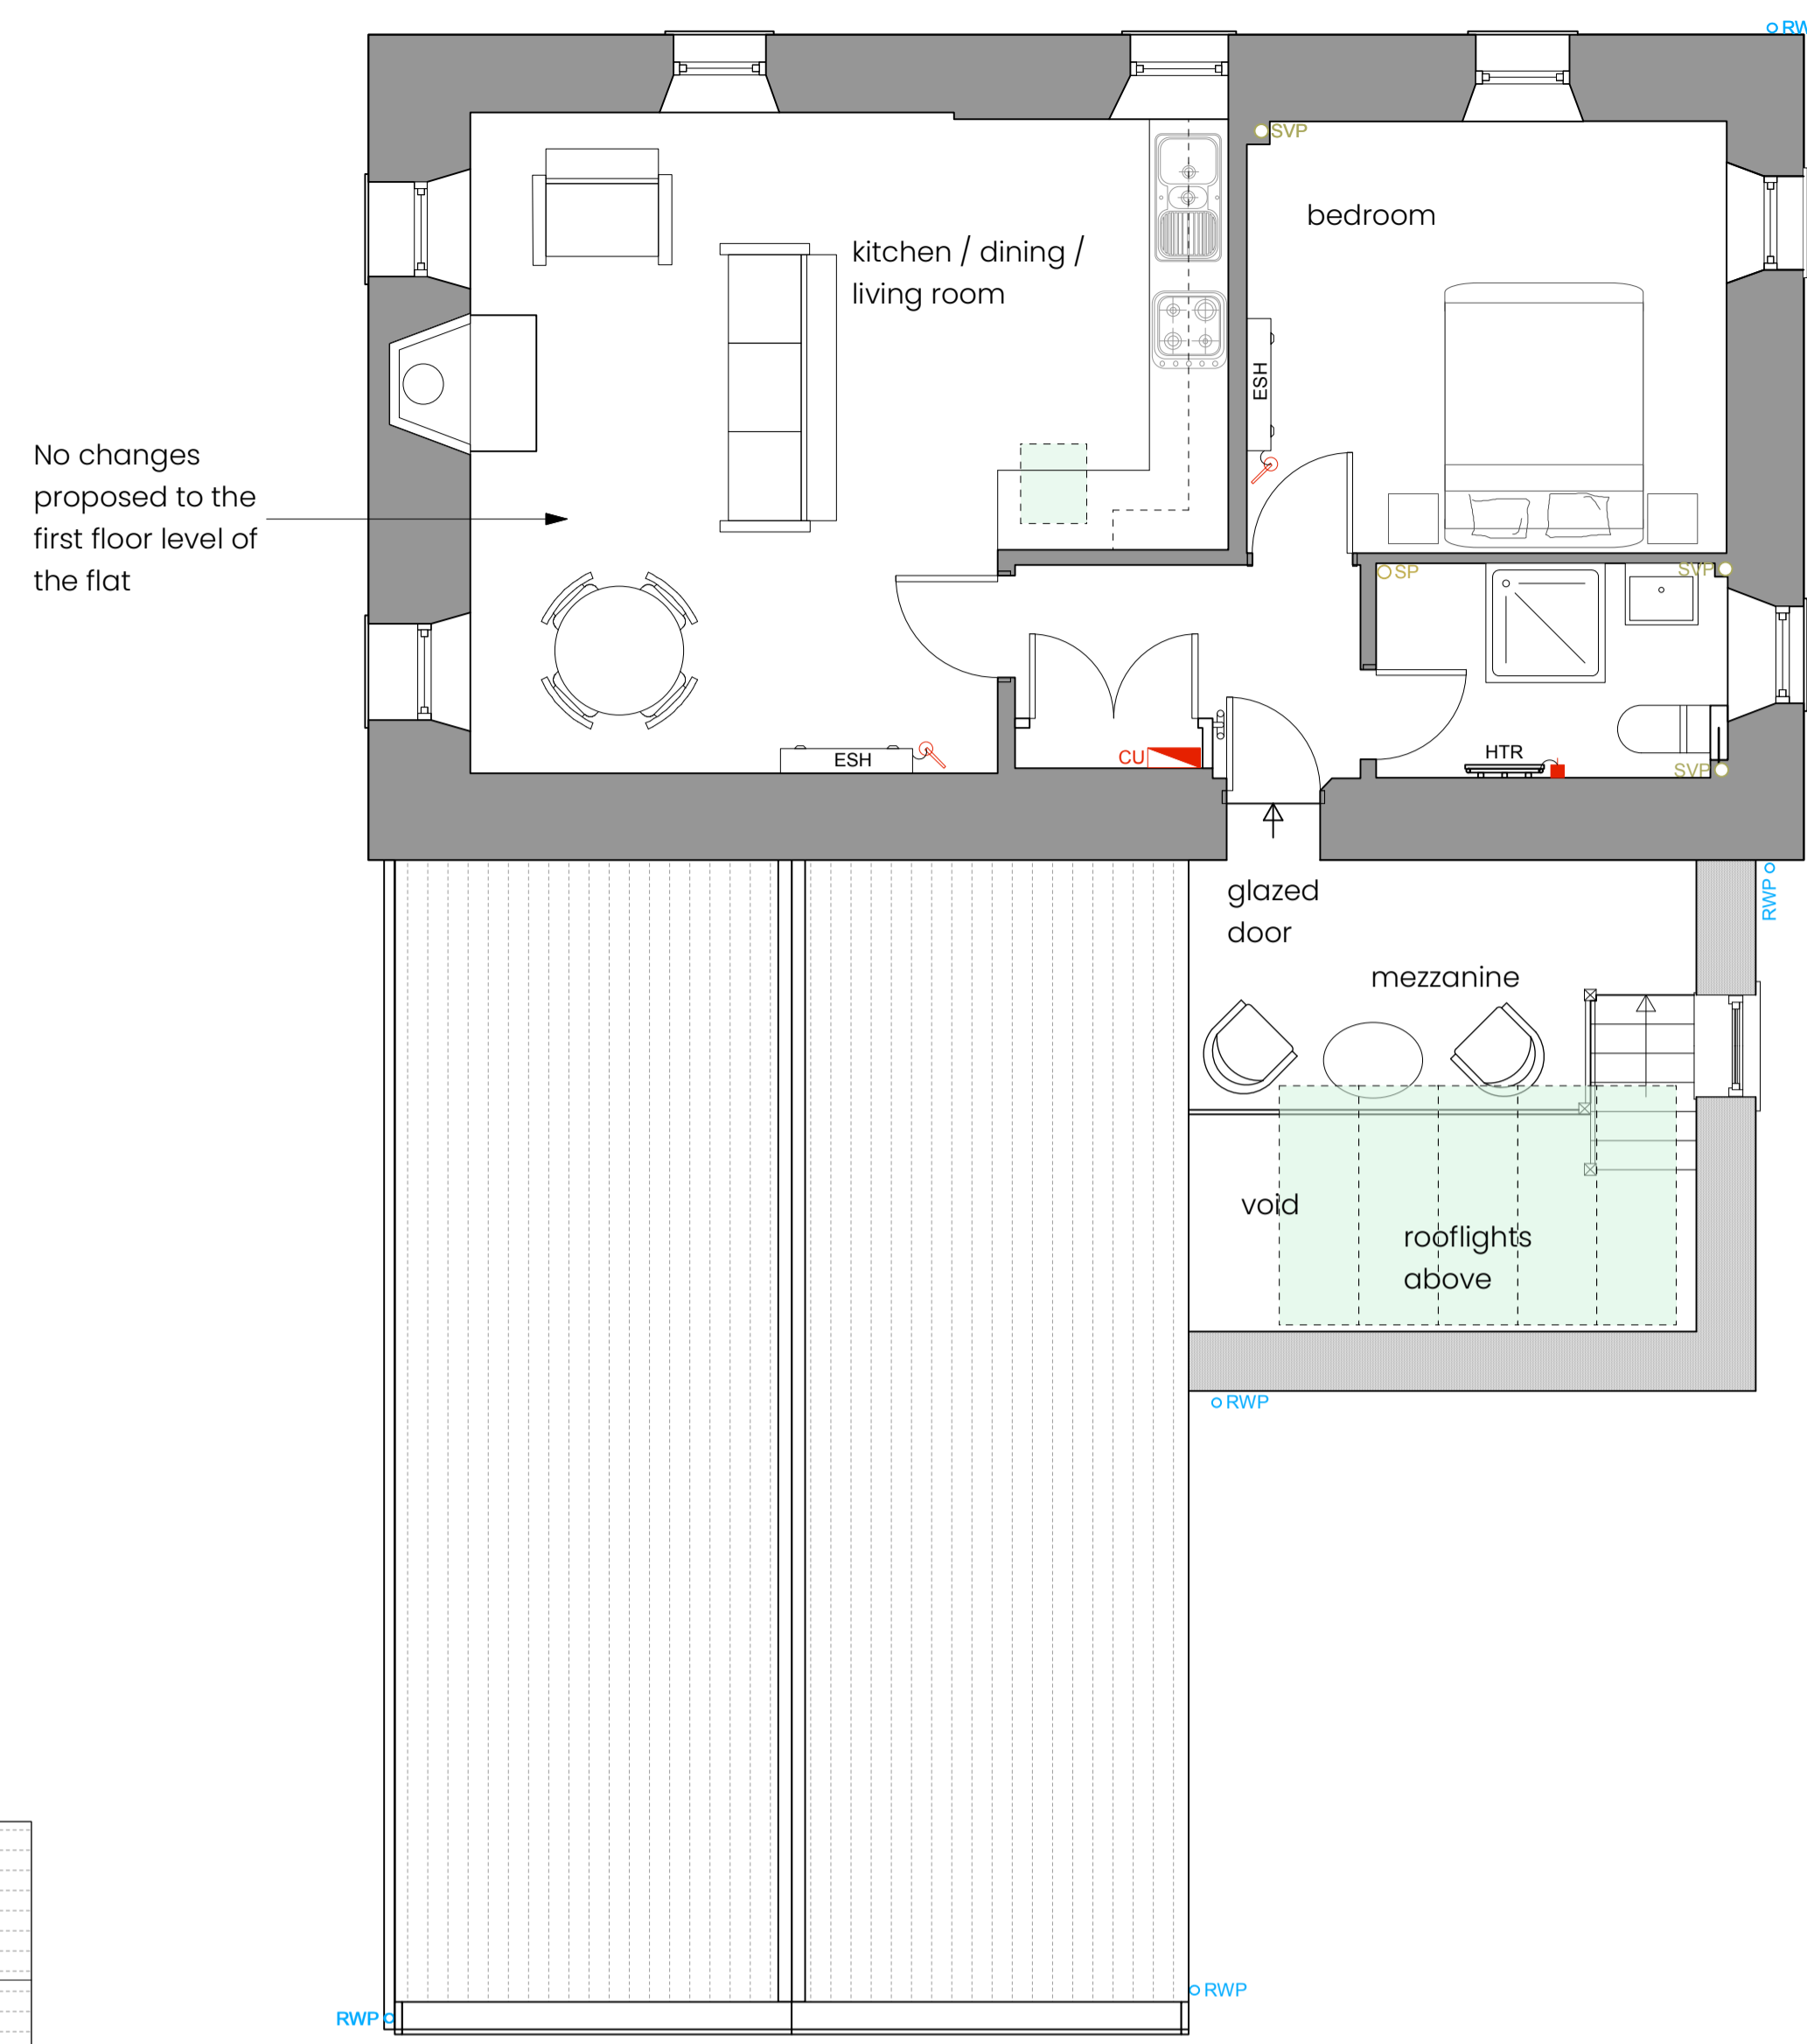 RW
SVP
bedroom
kitchen / dining /
living room
ESH
No changes
proposed to the
first floor level of
the flat
SP
SVP
ESH
CU
HTR
SVP
glazed
door
RWP
mezzanine
void
rooflights
above
RWP
RWP
RWP